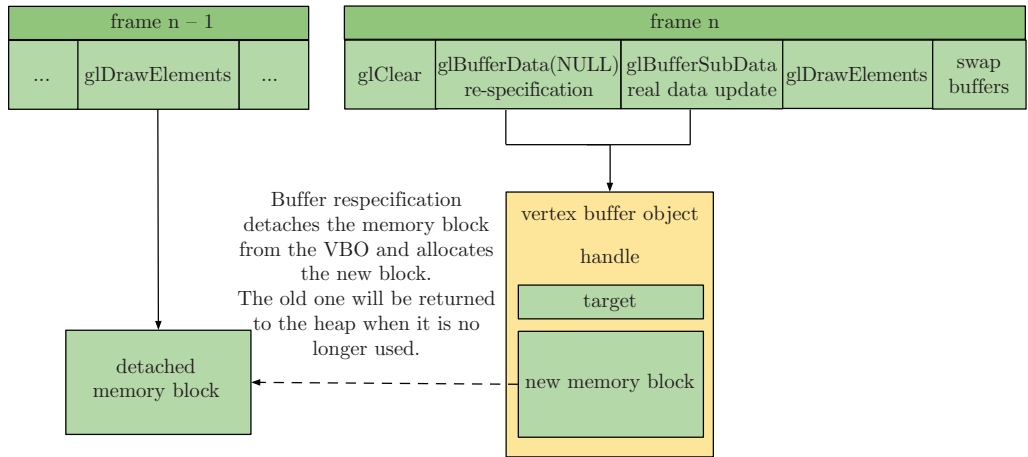 frame n – 1
frame n
...
glDrawElements
...
glClear
glBufferData(NULL)
re-specification
glBufferSubData
real data update
glDrawElements
swap
buffers
Buffer respecification
detaches the memory block
from the VBO and allocates
the new block.
The old one will be returned
to the heap when it is no
longer used.
vertex buffer object
handle
target
new memory block
detached
memory block